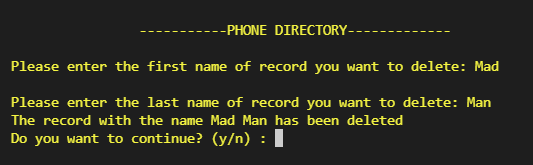 -----------PHONE DIRECTORY-------------
Please enter the first name of record you want to delete: Mad
Please enter the last name of record you want to delete: Man
The record with the name Mad Man has been deleted
Do you want to continue? (y/n) :